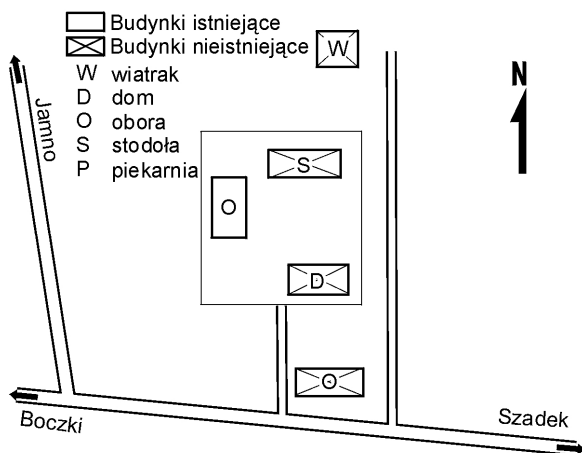 Budynki istniejące
Budynki nieistniejące
W wiatrak
D dom
O obora
S stodoła
P piekarnia
W
N
Jamno
S
O
D
O
Boczki
Szadek